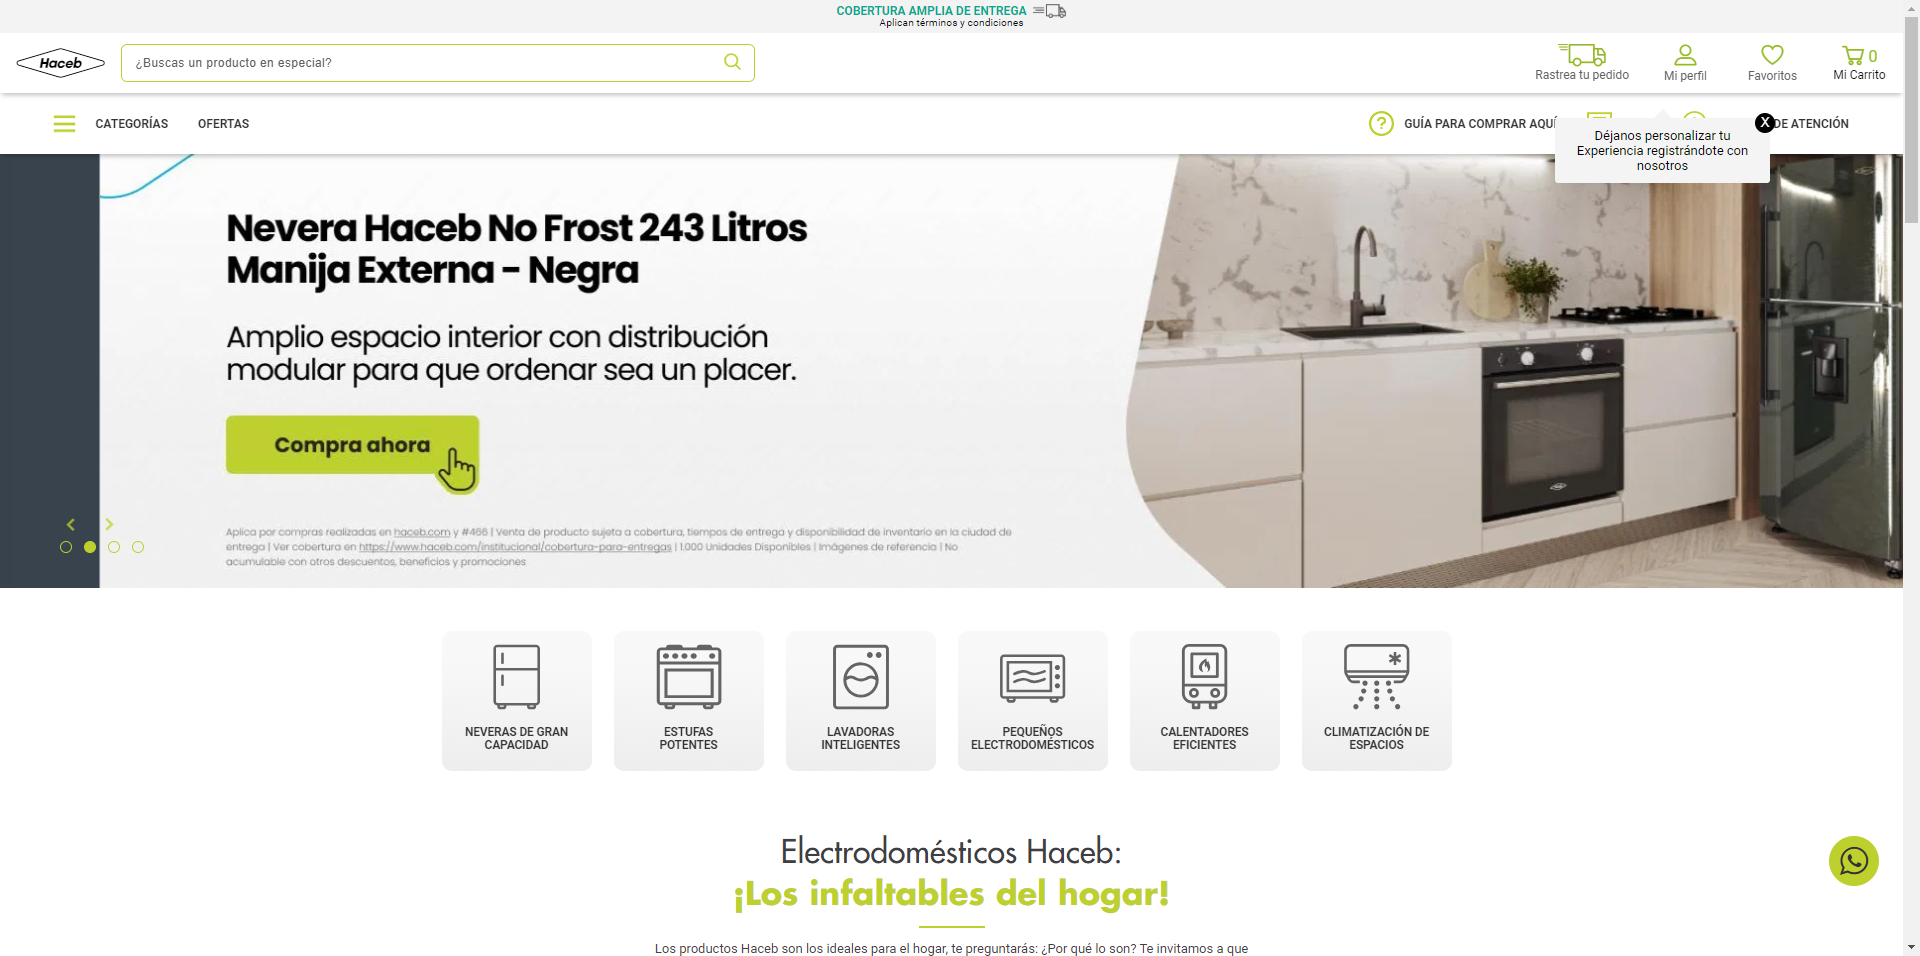 COBERTURA AMPLIA DE ENTREGA
Aplican términos y condiciones
Haceb
¿Buscas un producto en especial?
Rastrea tu pedido
Mi perfil
Favoritos
0
Mi Carrito
CATEGORÍAS
OFERTAS
GUÍA PARA COMPRAR AQUÍ
DE ATENCIÓN
X
Déjanos personalizar tu
Experiencia registrándote con
nosotros
Nevera Haceb No Frost 243 Litros
Manija Externa - Negra
Amplio espacio interior con distribución
modular para que ordenar sea un placer.
Compra ahora
Aplica por compras realizadas en haceb.com y #466 | Venta de producto sujeta a cobertura, tiempos de entrega y disponibilidad de inventario en la ciudad de
entrega | Ver cobertura en https://www.haceb.com/institucional/cobertura-para-entregas | 1.000 Unidades Disponibles | Imágenes de referencia | No
acumulable con otros descuentos, beneficios y promociones
NEVERAS DE GRAN
CAPACIDAD
ESTUFAS
POTENTES
LAVADORAS
INTELIGENTES
PEQUEÑOS
ELECTRODOMÉSTICOS
CALENTADORES
EFICIENTES
CLIMATIZACIÓN DE
ESPACIOS
Electrodomésticos Haceb:
¡Los infaltables del hogar!
Los productos Haceb son los ideales para el hogar, te preguntarás: ¿Por qué lo son? Te invitamos a que